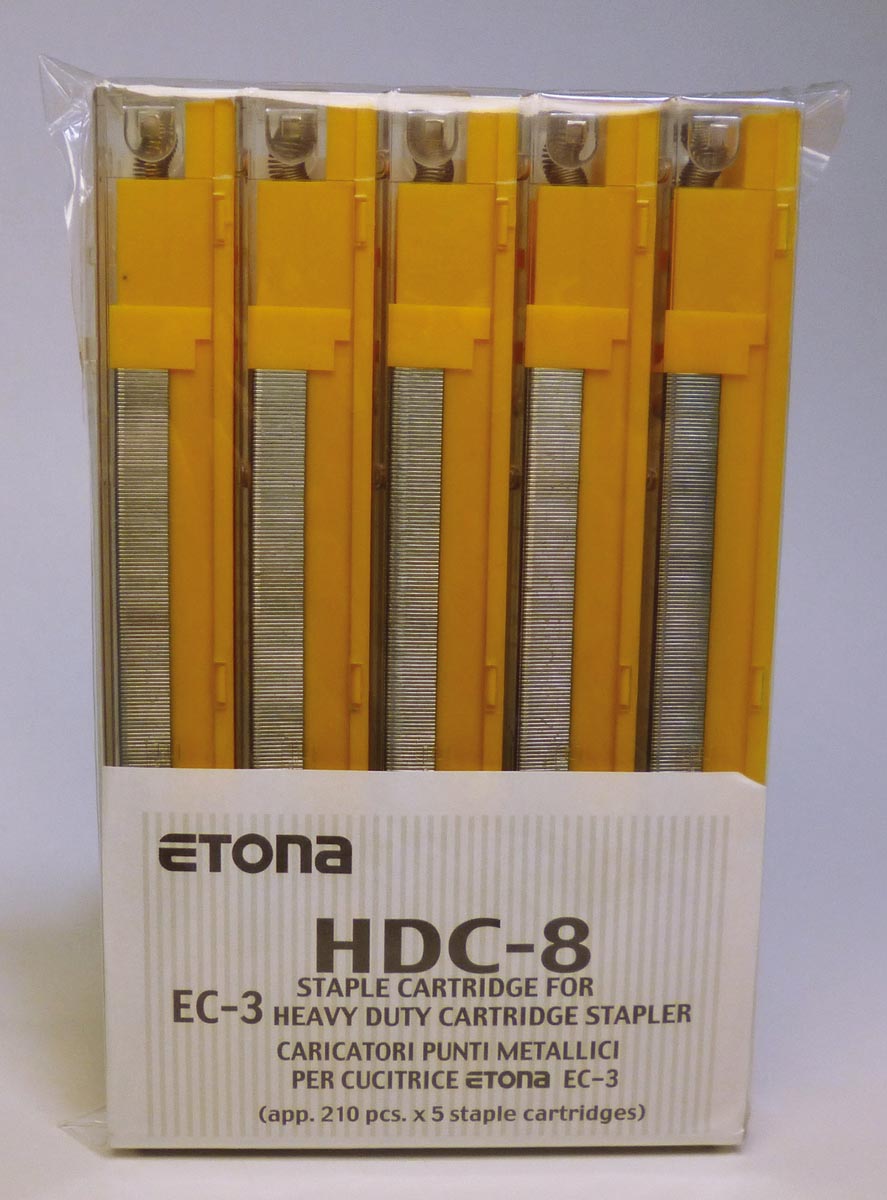 ETONA
HDC-8
STAPLE CARTRIDGE FOR
EC-3 HEAVY DUTY CARTRIDGE STAPLER
CARICATORI PUNTI METALLICI
PER CUCITRICE ETONA EC-3
(app. 210 pcs. x 5 staple cartridges)